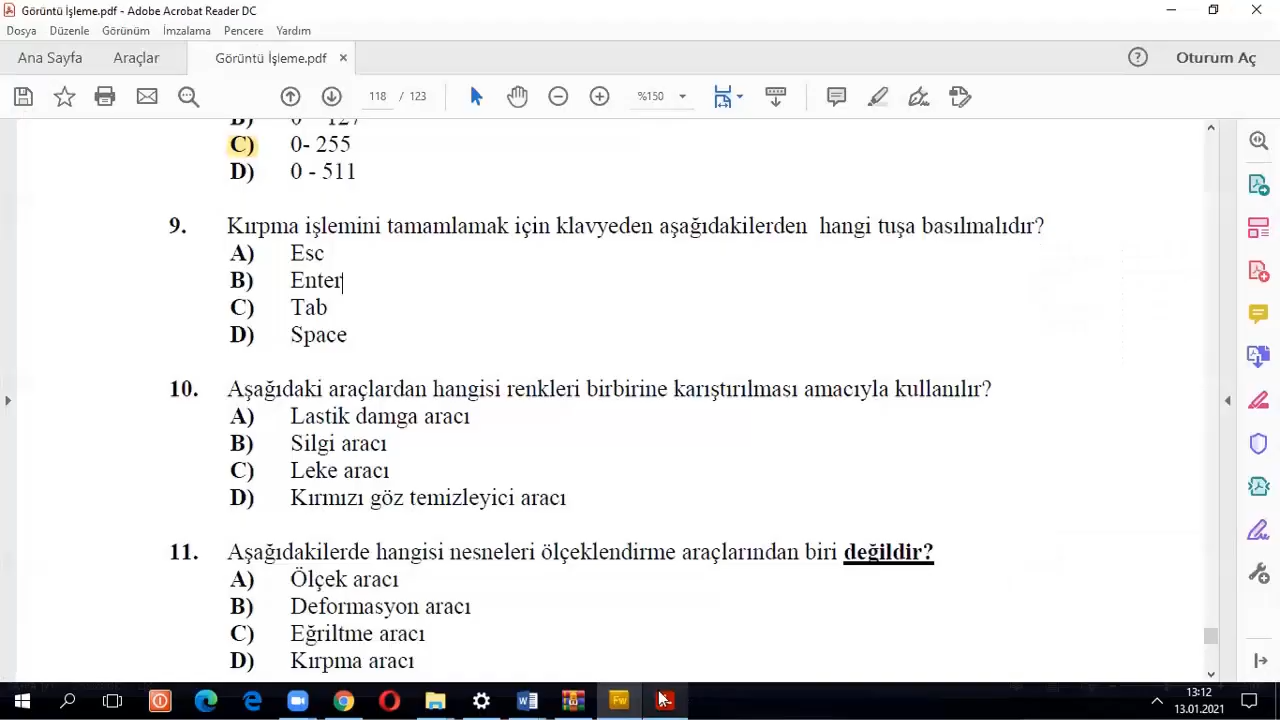 Görüntü İşleme.pdf - Adobe Acrobat Reader DC
Dosya Düzenle Görünüm İmzalama Pencere Yardım
Ana Sayfa Araçlar Görüntü İşleme.pdf × Oturum Aç
118 / 123 %150
B) 0 - 127
C) 0- 255
D) 0 - 511
9. Kırpma işlemini tamamlamak için klavyeden aşağıdakilerden hangi tuşa basılmalıdır?
A) Esc
B) Enter
C) Tab
D) Space
10. Aşağıdaki araçlardan hangisi renkleri birbirine karıştırılması amacıyla kullanılır?
A) Lastik damga aracı
B) Silgi aracı
C) Leke aracı
D) Kırmızı göz temizleyici aracı
11. Aşağıdakilerde hangisi nesneleri ölçeklendirme araçlarından biri değildir?
A) Ölçek aracı
B) Deformasyon aracı
C) Eğriltme aracı
D) Kırpma aracı
Fw
13:12
13.01.2021